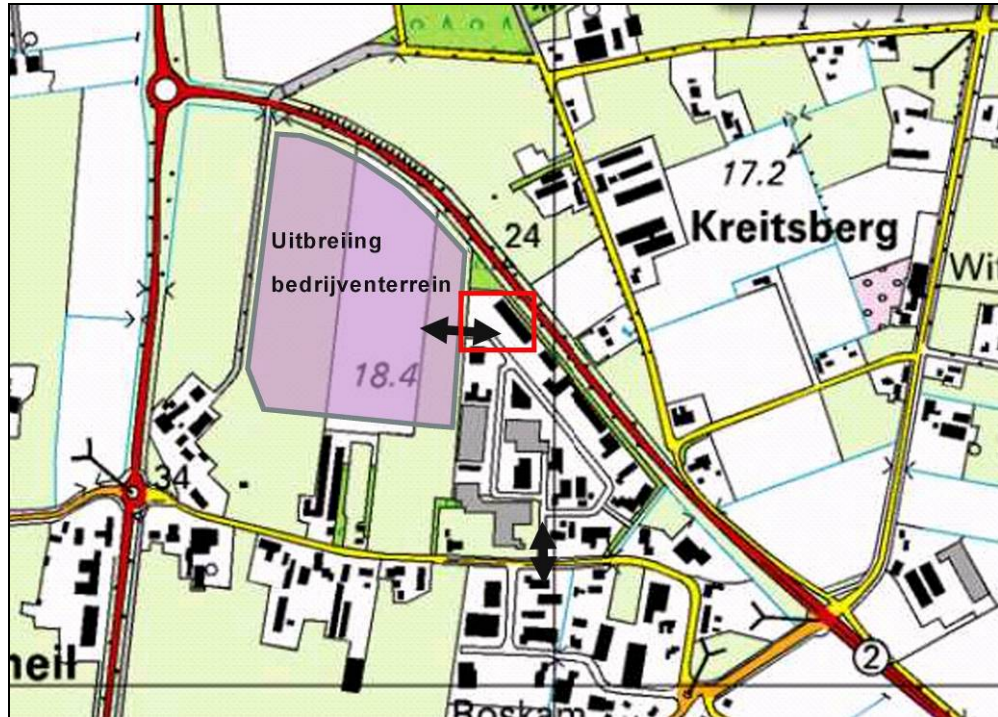 17.2
24
Kreitsberg
Wit
Uitbreiing
bedrijventerrein
18.4
34
heil
2
Boskam